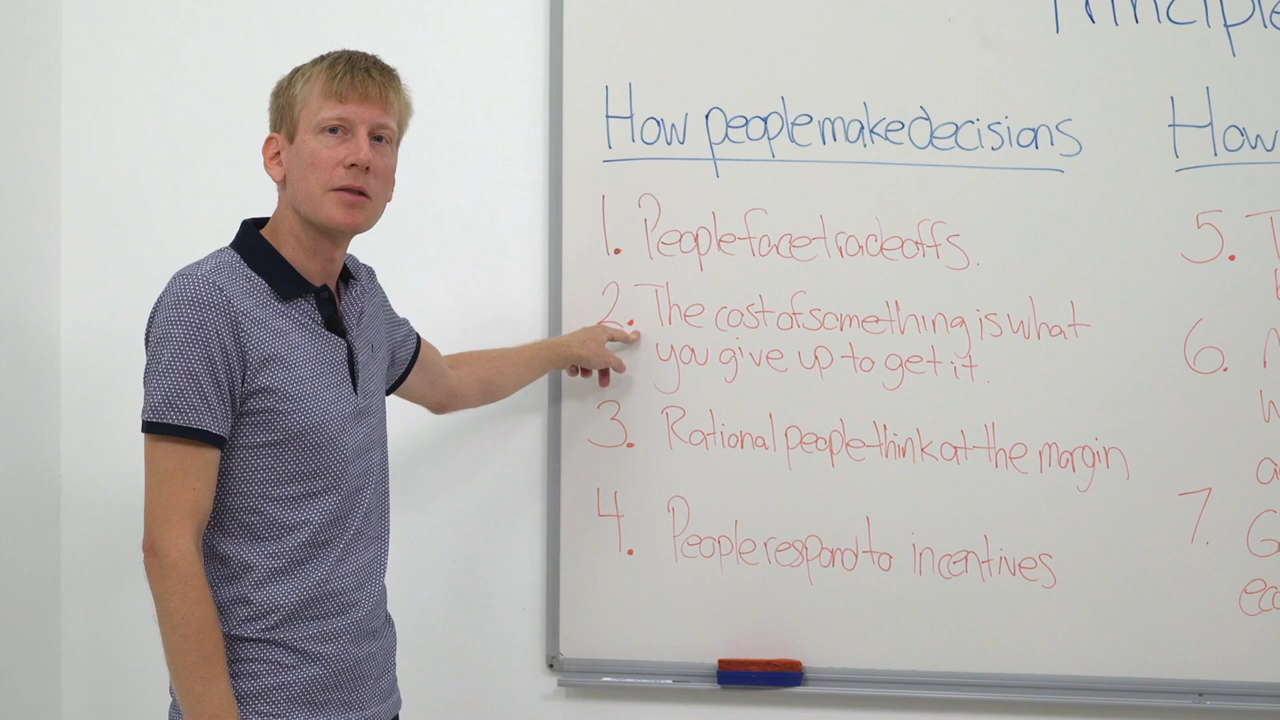 Principle
How people make decisions
1. People face tradeoffs.
2. The cost of something is what
you give up to get it.
3. Rational people think at the margin
4. People respond to incentives
How
5. T
6.
7. G